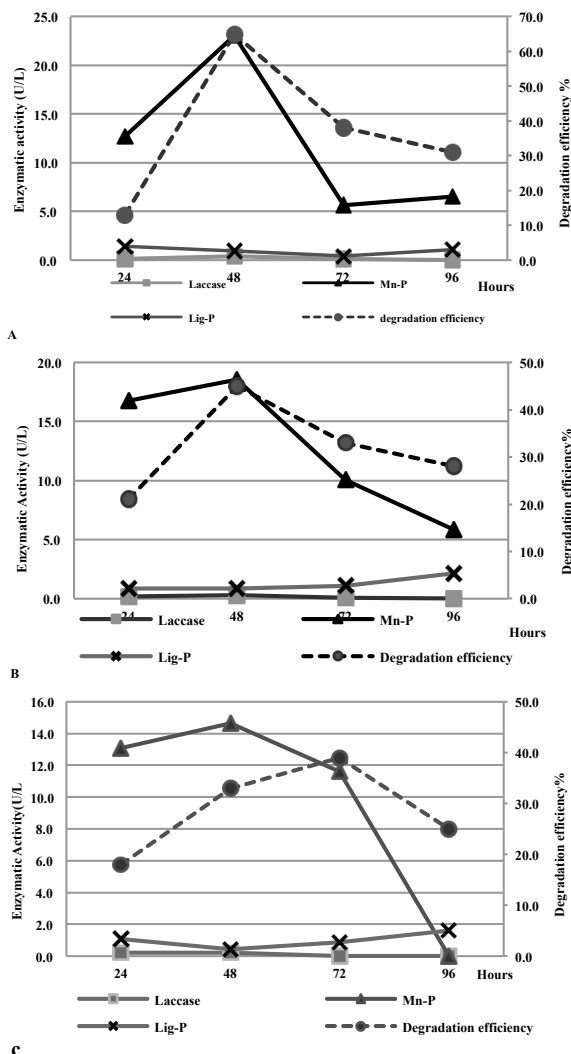 25.0 70.0
20.0 60.0
50.0
15.0 40.0
10.0 30.0
5.0 20.0
10.0
0.0 0.0
Enzymatic activity (U/L)
Degradation efficiency %
24 48 72 96 Hours
Laccase Mn-P
Lig-P degradation efficiency
A
20.0 50.0
15.0 40.0
10.0 30.0
20.0
5.0 10.0
0.0 0.0
Enzymatic Activity (U/L)
Degradation efficiency%
24 48 72 96
Laccase Mn-P Hours
Lig-P Degradation efficiency
B
16.0 50.0
14.0
12.0 40.0
10.0 30.0
8.0
6.0 20.0
4.0 10.0
2.0
0.0 0.0
Enzymatic Activity(U/L
Degradation efficiency%
24 48 72 96 Hours
Laccase Mn-P
Lig-P Degradation efficiency
C